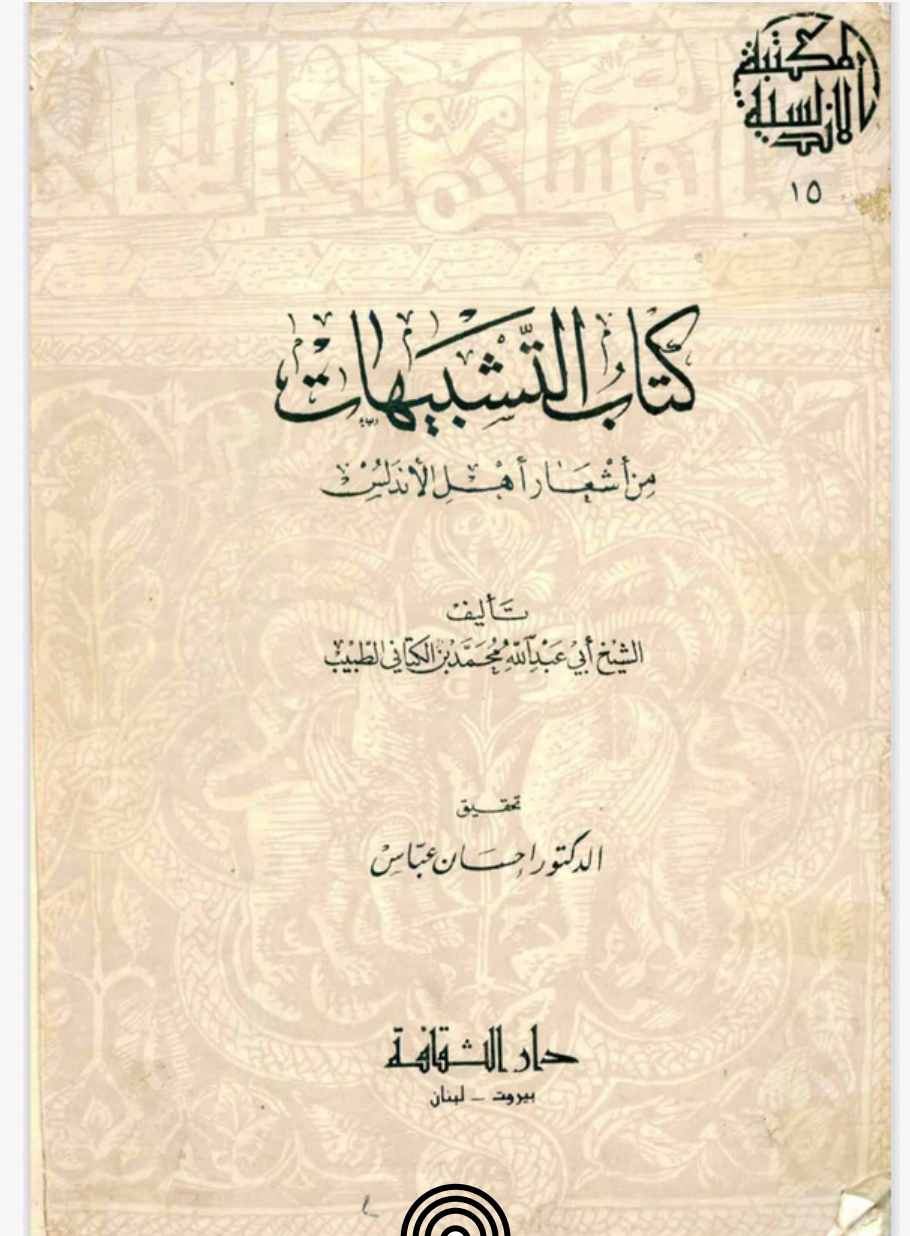 المكتبة
الأندلسية
١٥
كتاب التشبيهات
من أشعار أهل الأندلس
تأليف
الشيخ أبي عبد الله محمد بن الكتاني الطبيب
تحقيق
الدكتور إحسان عباس
دار الثقافة
بيروت – لبنان